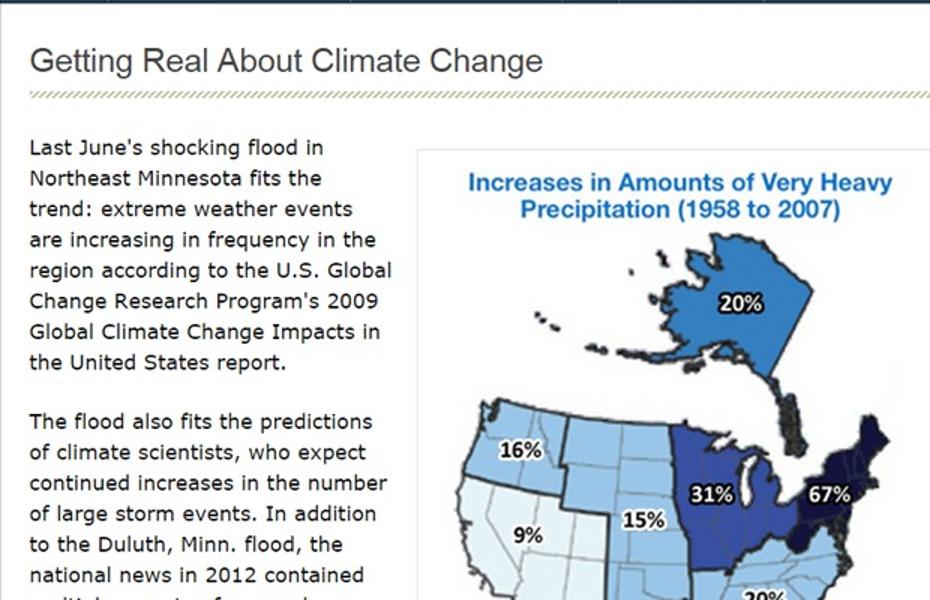 Getting Real About Climate Change
Last June's shocking flood in
Northeast Minnesota fits the
trend: extreme weather events
are increasing in frequency in the
region according to the U.S. Global
Change Research Program's 2009
Global Climate Change Impacts in
the United States report.
The flood also fits the predictions
of climate scientists, who expect
continued increases in the number
of large storm events. In addition
to the Duluth, Minn. flood, the
national news in 2012 contained
Increases in Amounts of Very Heavy
Precipitation (1958 to 2007)
20%
16%
31%
67%
15%
9%
20%